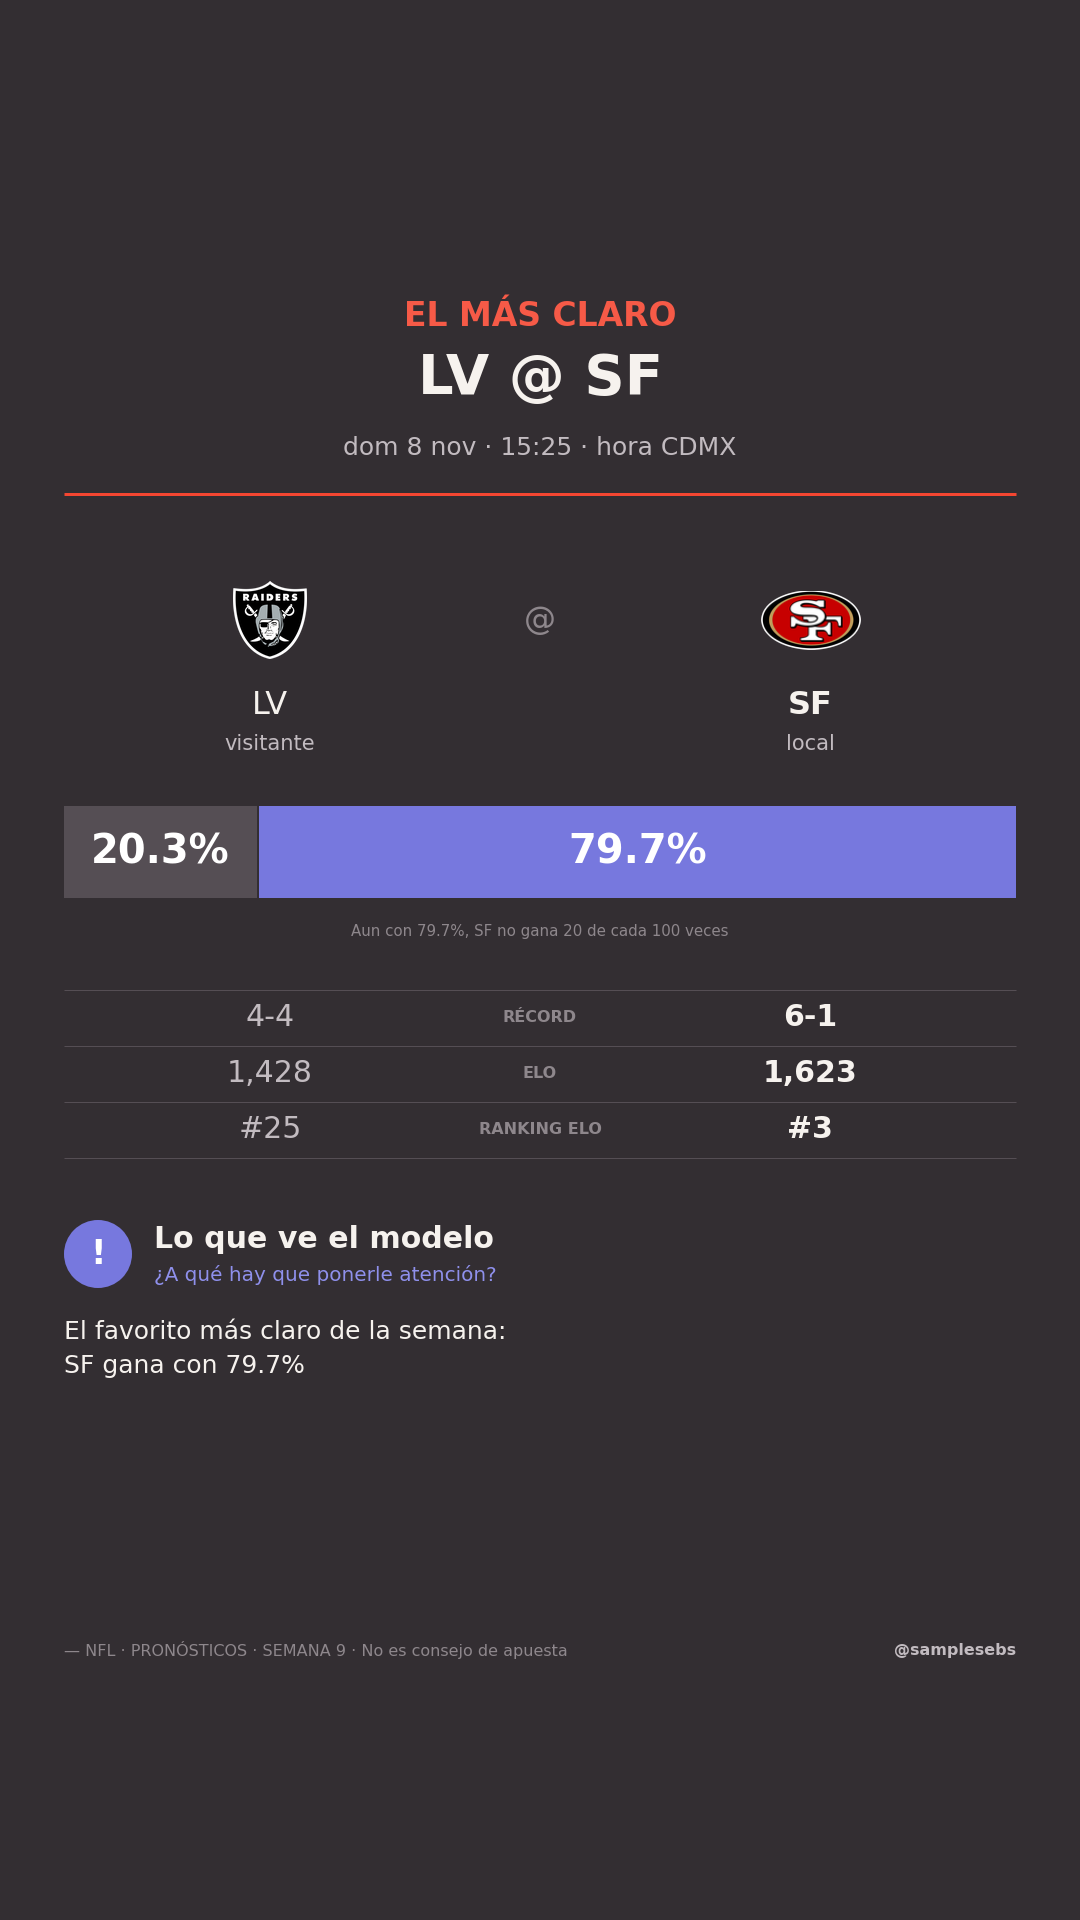 EL MÁS CLARO
LV @ SF
dom 8 nov · 15:25 · hora CDMX
RAIDERS
@
SF
LV
SF
visitante
local
20.3%
79.7%
Aun con 79.7%, SF no gana 20 de cada 100 veces
4-4 RÉCORD 6-1
1,428 ELO 1,623
#25 RANKING ELO #3
!
Lo que ve el modelo
¿A qué hay que ponerle atención?
El favorito más claro de la semana:
SF gana con 79.7%
— NFL · PRONÓSTICOS · SEMANA 9 · No es consejo de apuesta
@samplesebs